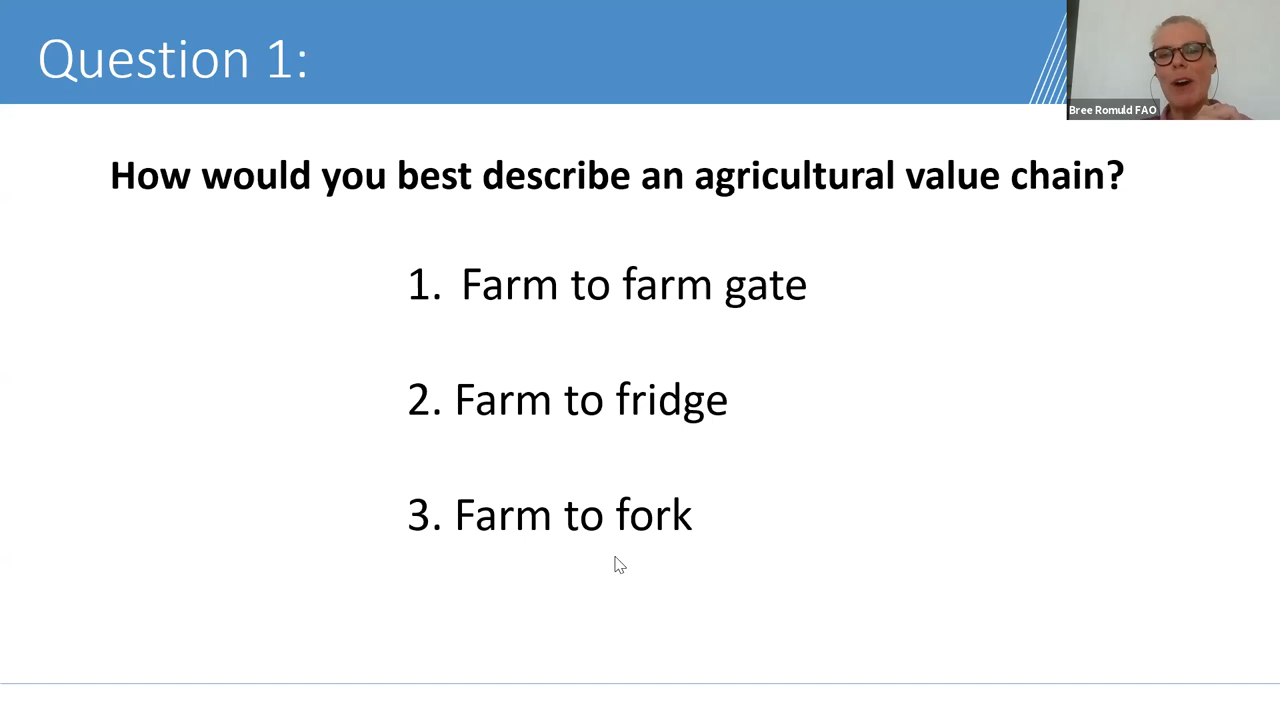 Question 1:
Bree Romuld FAO
How would you best describe an agricultural value chain?
1. Farm to farm gate
2. Farm to fridge
3. Farm to fork